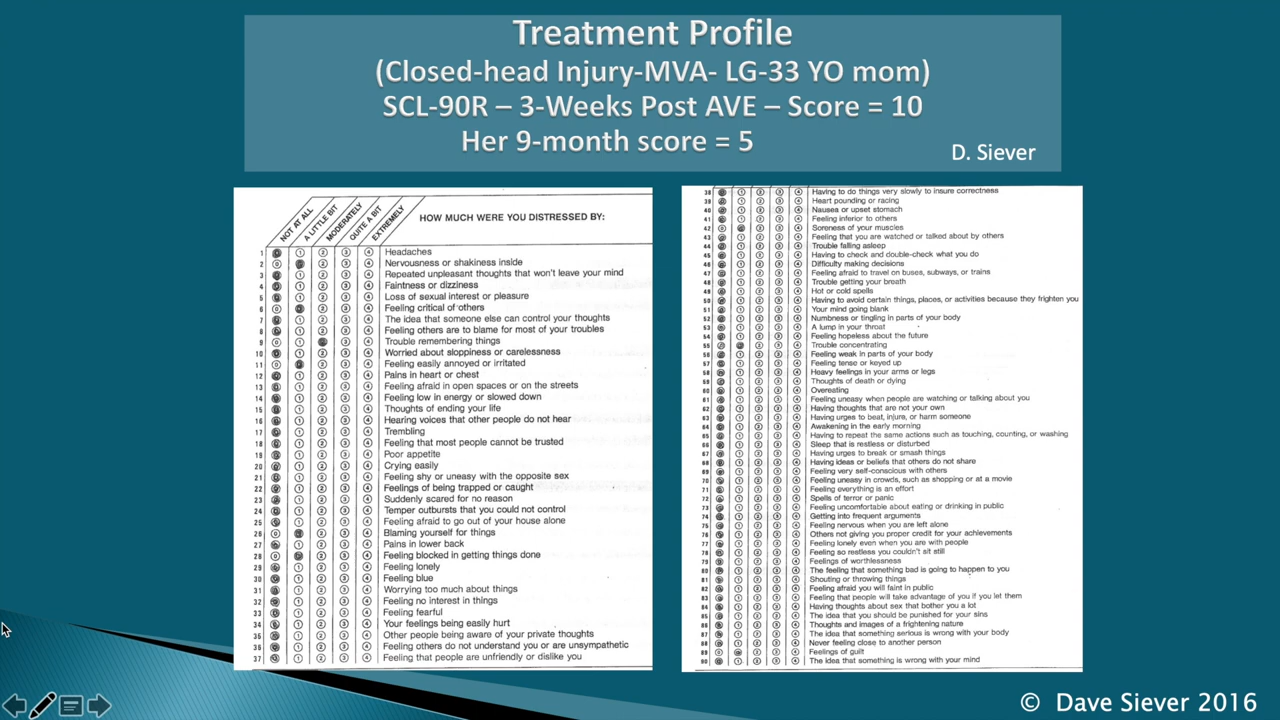 Treatment Profile
(Closed-head Injury-MVA- LG-33 YO mom)
SCL-90R – 3-Weeks Post AVE – Score = 10
Her 9-month score = 5
D. Siever
NOT AT ALL
A LITTLE BIT
MODERATELY
QUITE A BIT
EXTREMELY
HOW MUCH WERE YOU DISTRESSED BY:
1 Headaches
2 Nervousness or shakiness inside
3 Repeated unpleasant thoughts that won't leave your mind
4 Faintness or dizziness
5 Loss of sexual interest or pleasure
6 Feeling critical of others
7 The idea that someone else can control your thoughts
8 Feeling others are to blame for most of your troubles
9 Trouble remembering things
10 Worried about sloppiness or carelessness
11 Feeling easily annoyed or irritated
12 Pains in heart or chest
13 Feeling afraid in open spaces or on the streets
14 Feeling low in energy or slowed down
15 Thoughts of ending your life
16 Hearing voices that other people do not hear
17 Trembling
18 Feeling that most people cannot be trusted
19 Poor appetite
20 Crying easily
21 Feeling shy or uneasy with the opposite sex
22 Feelings of being trapped or caught
23 Suddenly scared for no reason
24 Temper outbursts that you could not control
25 Feeling afraid to go out of your house alone
26 Blaming yourself for things
27 Pains in lower back
28 Feeling blocked in getting things done
29 Feeling lonely
30 Feeling blue
31 Worrying too much about things
32 Feeling no interest in things
33 Feeling fearful
34 Your feelings being easily hurt
35 Other people being aware of your private thoughts
36 Feeling others do not understand you or are unsympathetic
37 Feeling that people are unfriendly or dislike you
38 Having to do things very slowly to insure correctness
39 Heart pounding or racing
40 Nausea or upset stomach
41 Feeling inferior to others
42 Soreness of your muscles
43 Feeling that you are watched or talked about by others
44 Trouble falling asleep
45 Having to check and double-check what you do
46 Difficulty making decisions
47 Feeling afraid to travel on buses, subways, or trains
48 Trouble getting your breath
49 Hot or cold spells
50 Having to avoid certain things, places, or activities because they frighten you
51 Your mind going blank
52 Numbness or tingling in parts of your body
53 A lump in your throat
54 Feeling hopeless about the future
55 Trouble concentrating
56 Feeling weak in parts of your body
57 Feeling tense or keyed up
58 Heavy feelings in your arms or legs
59 Thoughts of death or dying
60 Overeating
61 Feeling uneasy when people are watching or talking about you
62 Having thoughts that are not your own
63 Having urges to beat, injure, or harm someone
64 Awakening in the early morning
65 Having to repeat the same actions such as touching, counting, or washing
66 Sleep that is restless or disturbed
67 Having urges to break or smash things
68 Having ideas or beliefs that others do not share
69 Feeling very self-conscious with others
70 Feeling uneasy in crowds, such as shopping or at a movie
71 Feeling everything is an effort
72 Spells of terror or panic
73 Feeling uncomfortable about eating or drinking in public
74 Getting into frequent arguments
75 Feeling nervous when you are left alone
76 Others not giving you proper credit for your achievements
77 Feeling lonely even when you are with people
78 Feeling so restless you couldn't sit still
79 Feelings of worthlessness
80 The feeling that something bad is going to happen to you
81 Shouting or throwing things
82 Feeling afraid you will faint in public
83 Feeling that people will take advantage of you if you let them
84 Having thoughts about sex that bother you a lot
85 The idea that you should be punished for your sins
86 Thoughts and images of a frightening nature
87 The idea that something serious is wrong with your body
88 Never feeling close to another person
89 Feelings of guilt
90 The idea that something is wrong with your mind
© Dave Siever 2016